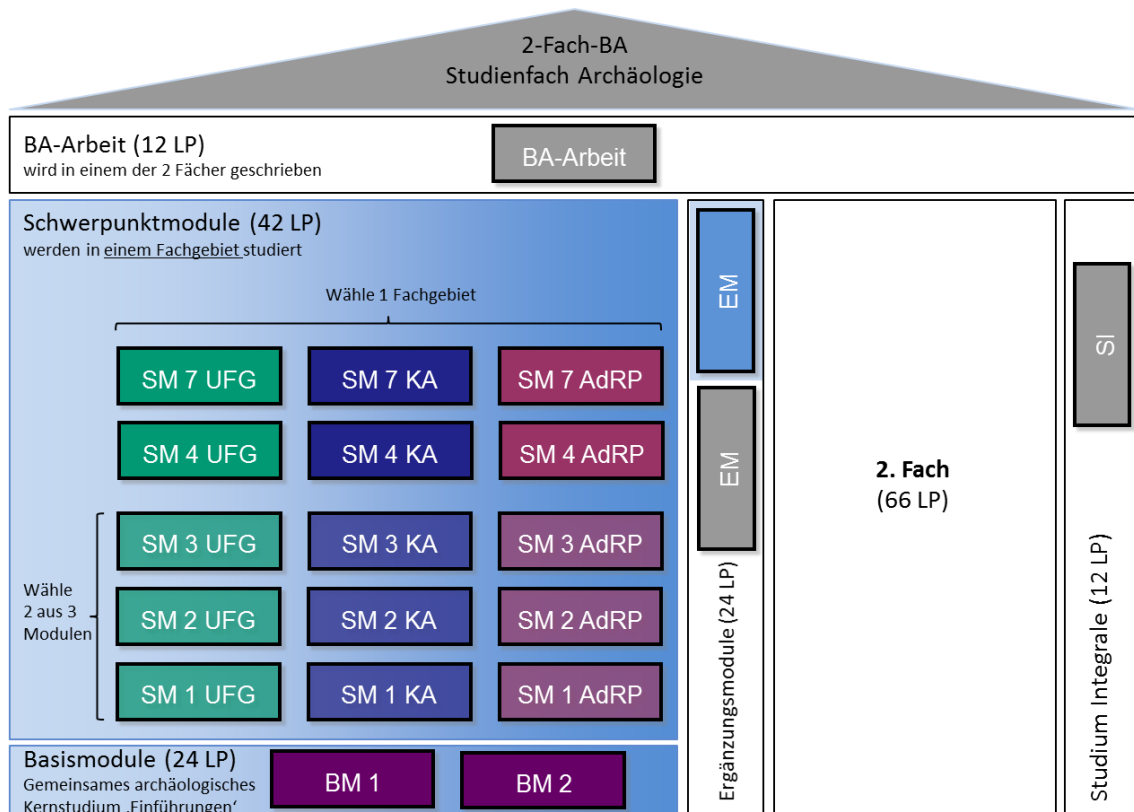 2-Fach-BA
Studienfach Archäologie
BA-Arbeit (12 LP)
wird in einem der 2 Fächer geschrieben
BA-Arbeit
Schwerpunktmodule (42 LP)
werden in einem Fachgebiet studiert
Wähle 1 Fachgebiet
SM 7 UFG
SM 7 KA
SM 7 AdRP
SM 4 UFG
SM 4 KA
SM 4 AdRP
Wähle
2 aus 3
Modulen
SM 3 UFG
SM 3 KA
SM 3 AdRP
SM 2 UFG
SM 2 KA
SM 2 AdRP
SM 1 UFG
SM 1 KA
SM 1 AdRP
Basismodule (24 LP)
Gemeinsames archäologisches
Kernstudium ‚Einführungen‘
BM 1
BM 2
EM
EM
Ergänzungsmodule (24 LP)
2. Fach
(66 LP)
SI
Studium Integrale (12 LP)